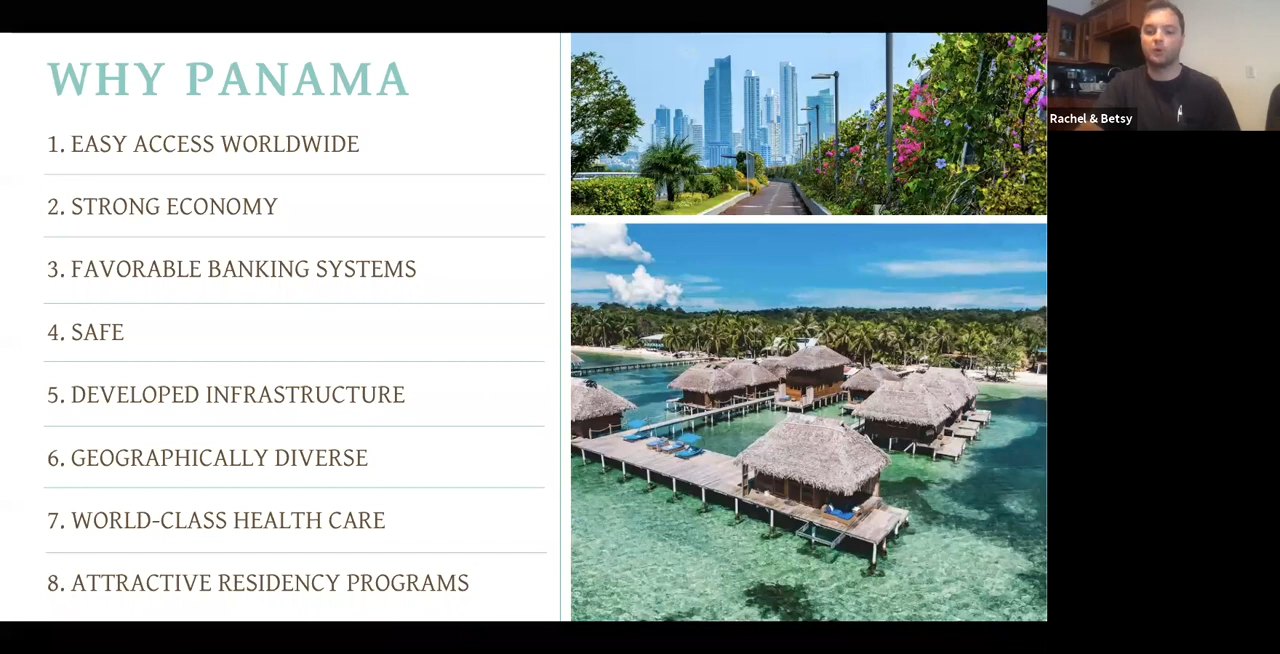 WHY PANAMA
1. EASY ACCESS WORLDWIDE
2. STRONG ECONOMY
3. FAVORABLE BANKING SYSTEMS
4. SAFE
5. DEVELOPED INFRASTRUCTURE
6. GEOGRAPHICALLY DIVERSE
7. WORLD-CLASS HEALTH CARE
8. ATTRACTIVE RESIDENCY PROGRAMS
Rachel & Betsy